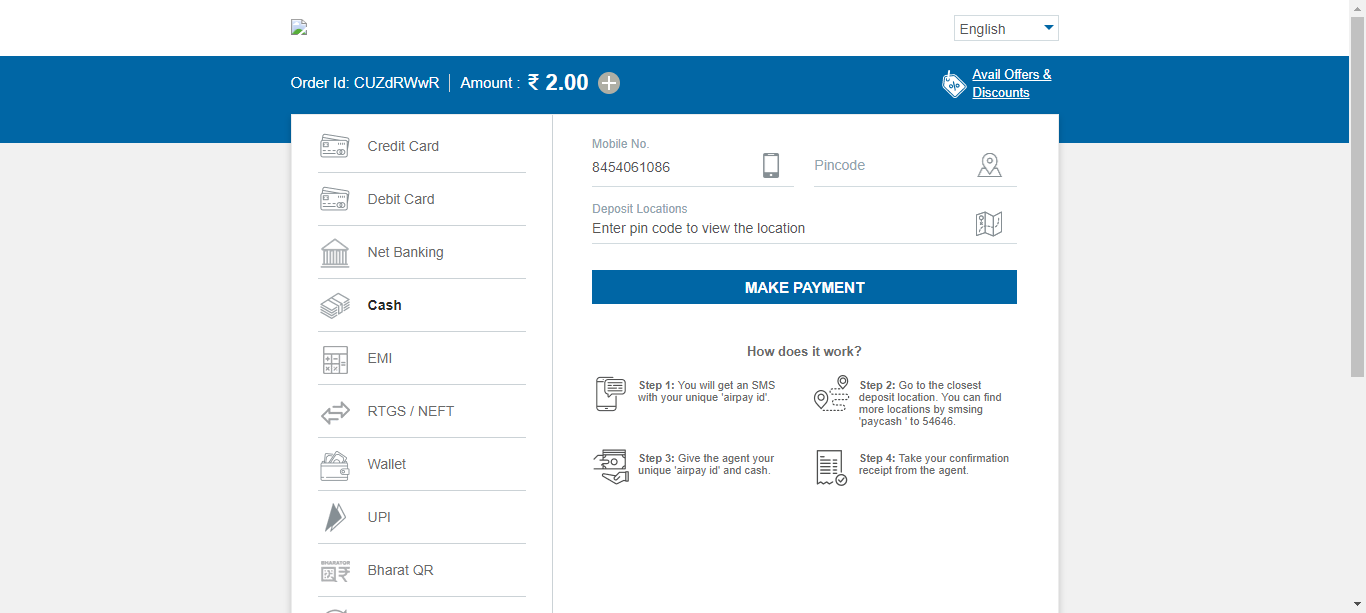 English
Order Id: CUZdRWwR
Amount : ₹ 2.00
Avail Offers &
Discounts
Credit Card
Debit Card
Net Banking
Cash
EMI
RTGS / NEFT
Wallet
UPI
BHARATQR
Bharat QR
Mobile No.
8454061086
Pincode
Deposit Locations
Enter pin code to view the location
MAKE PAYMENT
How does it work?
Step 1: You will get an SMS
with your unique 'airpay id'.
Step 2: Go to the closest
deposit location. You can find
more locations by smsing
'paycash ' to 54646.
Step 3: Give the agent your
unique 'airpay id' and cash.
Step 4: Take your confirmation
receipt from the agent.